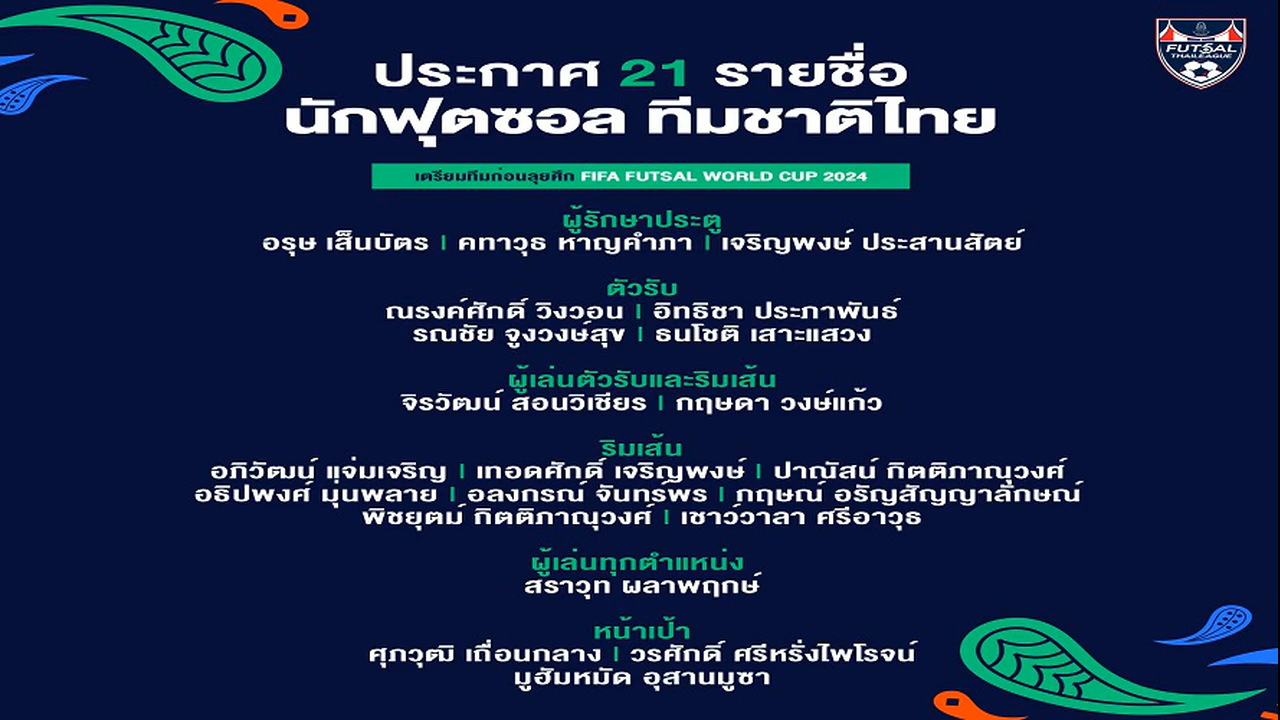 FUTSAL
THAILEAGUE
ประกาศ 21 รายชื่อ
นักฟุตซอล ทีมชาติไทย
เตรียมทีมก่อนลุยศึก FIFA FUTSAL WORLD CUP 2024
ผู้รักษาประตู
อรุษ เส็นบัตร | คทาวุธ หาญคำภา | เจริญพงษ์ ประสานสัตย์
ตัวรับ
ณรงค์ศักดิ์ วิงวอน | อิทธิชา ประภาพันธ์
รณชัย จูงวงษ์สุข | ธนโชติ เสาะแสวง
ผู้เล่นตัวรับและริมเส้น
จิรวัฒน์ สอนวิเชียร | กฤษดา วงษ์แก้ว
ริมเส้น
อภิวัฒน์ แจ่มเจริญ | เทอดศักดิ์ เจริญพงษ์ | ปาณัสน์ กิตติภาณุวงศ์
อธิปพงศ์ มุ่นพลาย | อลงกรณ์ จันทร์พร | กฤษณ์ อรัญสัญญาลักษณ์
พิชยุตม์ กิตติภาณุวงศ์ | เชาว์วาลา ศรีอาวุธ
ผู้เล่นทุกตำแหน่ง
สราวุท ผลาพฤกษ์
หน้าเป้า
ศุภวุฒิ เถื่อนกลาง | วรศักดิ์ ศรีหรั่งไพโรจน์
มูฮัมหมัด อุสานมูซา